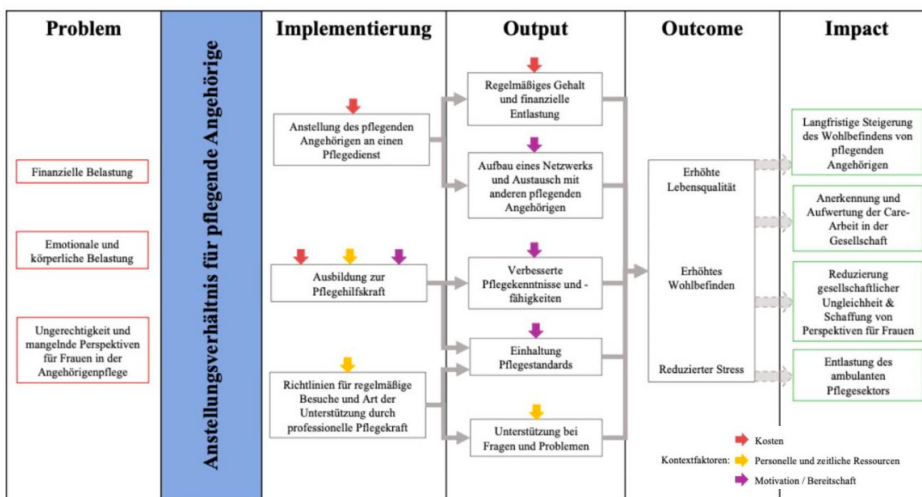 Problem
Anstellungsverhältnis für pflegende Angehörige
Implementierung
Output
Outcome
Impact
Finanzielle Belastung
Emotionale und
körperliche Belastung
Ungerechtigkeit und
mangelnde Perspektiven
für Frauen in der
Angehörigenpflege
Anstellung des pflegenden
Angehörigen an einen
Pflegedienst
Ausbildung zur
Pflegehilfskraft
Richtlinien für regelmäßige
Besuche und Art der
Unterstützung durch
professionelle Pflegekraft
Regelmäßiges Gehalt
und finanzielle
Entlastung
Aufbau eines Netzwerks
und Austausch mit
anderen pflegenden
Angehörigen
Verbesserte
Pflegekenntnisse und -
fähigkeiten
Einhaltung
Pflegestandards
Unterstützung bei
Fragen und Problemen
Erhöhte
Lebensqualität
Erhöhtes
Wohlbefinden
Reduzierter Stress
Langfristige Steigerung
des Wohlbefindens von
pflegenden
Angehörigen
Anerkennung und
Aufwertung der Care-
Arbeit in der
Gesellschaft
Reduzierung
gesellschaftlicher
Ungleichheit &
Schaffung von
Perspektiven für Frauen
Entlastung des
ambulanten
Pflegesektors
Kontextfaktoren:
Kosten
Personelle und zeitliche Ressourcen
Motivation / Bereitschaft